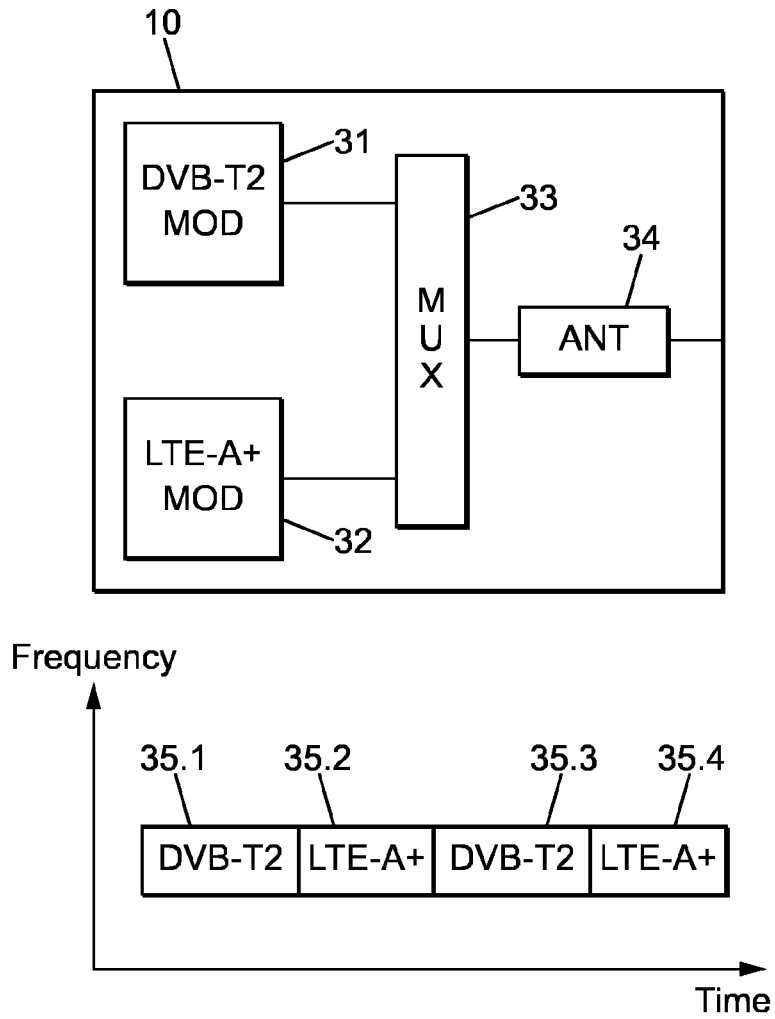 10
31
DVB-T2
MOD
33
34
M
U
X
ANT
LTE-A+
MOD
32
Frequency
35.1 35.2 35.3 35.4
DVB-T2 LTE-A+ DVB-T2 LTE-A+
Time